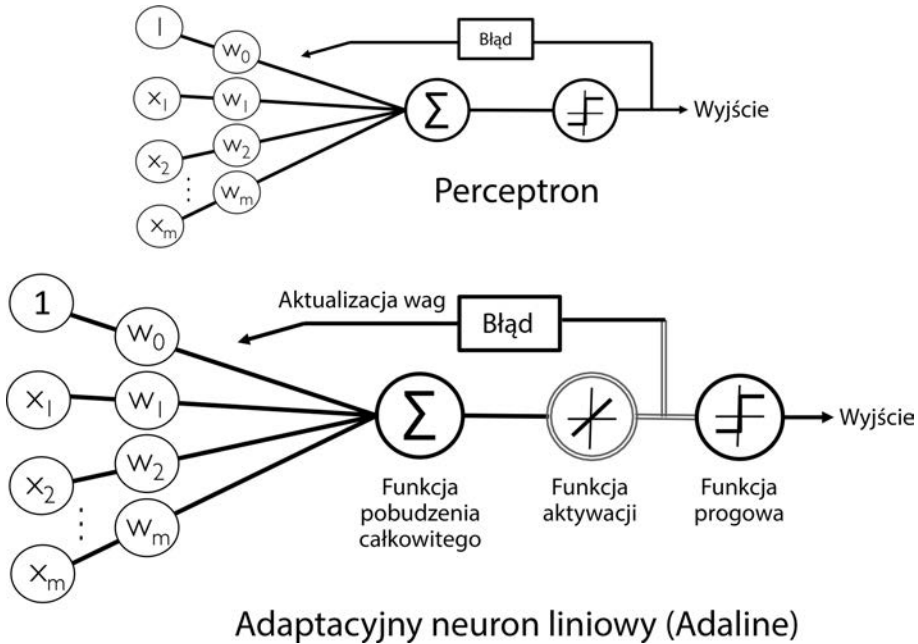 1
w0
Błąd
x1
w1
Σ
Wyjście
x2
w2
⋮
wm
xm
Perceptron
1
w0
Aktualizacja wag
Błąd
x1
w1
Σ
Wyjście
x2
w2
⋮
wm
xm
Funkcja
pobudzenia
całkowitego
Funkcja
aktywacji
Funkcja
progowa
Adaptacyjny neuron liniowy (Adaline)